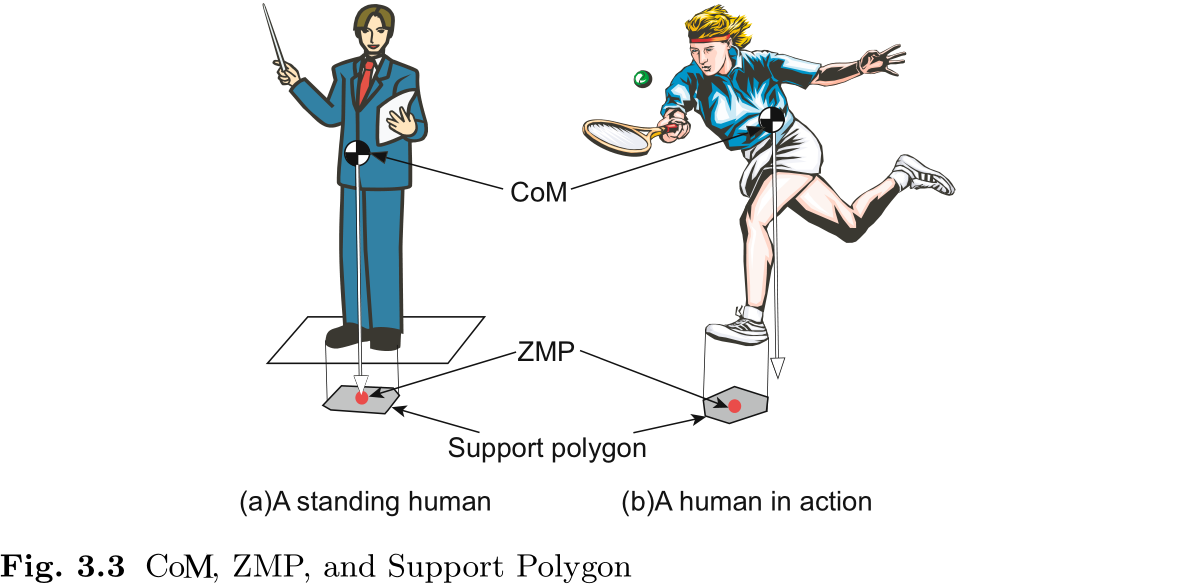 CoM
ZMP
Support polygon
(a)A standing human
(b)A human in action
Fig. 3.3 CoM, ZMP, and Support Polygon